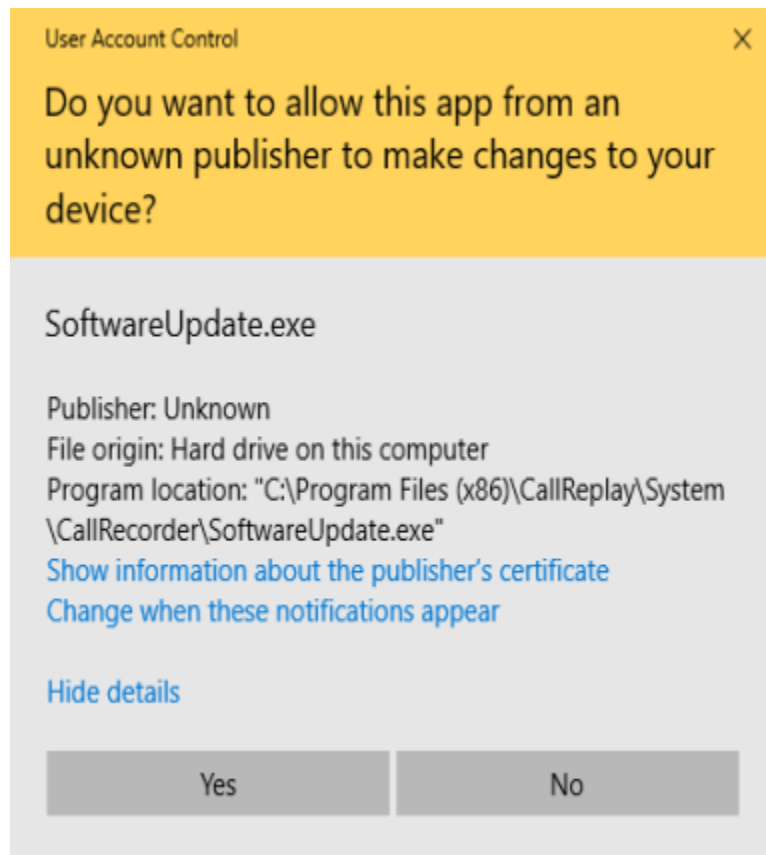 User Account Control
Do you want to allow this app from an
unknown publisher to make changes to your
device?
SoftwareUpdate.exe
Publisher: Unknown
File origin: Hard drive on this computer
Program location: "C:\Program Files (x86)\CallReplay\System
\CallRecorder\SoftwareUpdate.exe"
Show information about the publisher's certificate
Change when these notifications appear
Hide details
Yes No